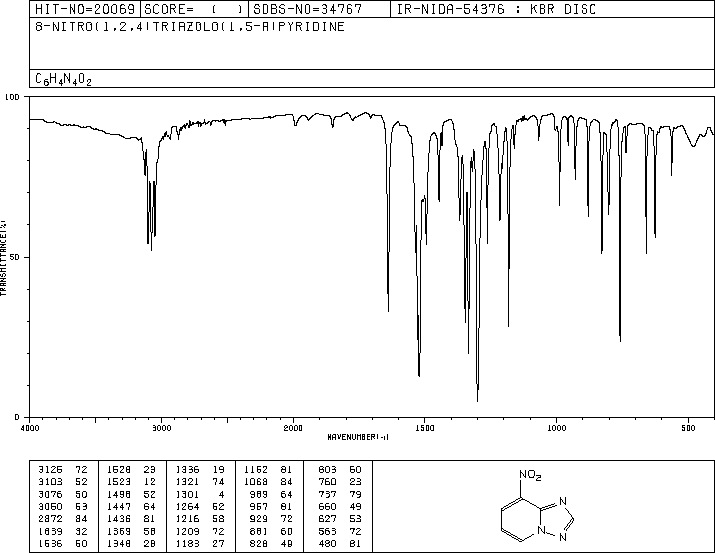 HIT-NO=20069 SCORE= ( ) SDBS-NO=34767 IR-NIDA-54376 : KBR DISC
8-NITRO(1,2,4)TRIAZOLO(1,5-A)PYRIDINE
C6H4N4O2
100
50
0
TRANSMITTANCE(%)
4000 3000 2000 1500 1000 500
WAVENUMBER(-1)
3125 72 1528 29 1336 19 1152 81 803 60
3103 52 1523 12 1321 74 1068 84 760 23
3076 50 1498 52 1301 4 989 64 737 79
3060 53 1447 64 1264 52 957 81 660 49
2872 84 1436 81 1216 58 929 72 627 53
1639 32 1369 58 1209 72 881 60 563 72
1536 60 1348 28 1183 27 828 49 480 81
NO2
N
N
N